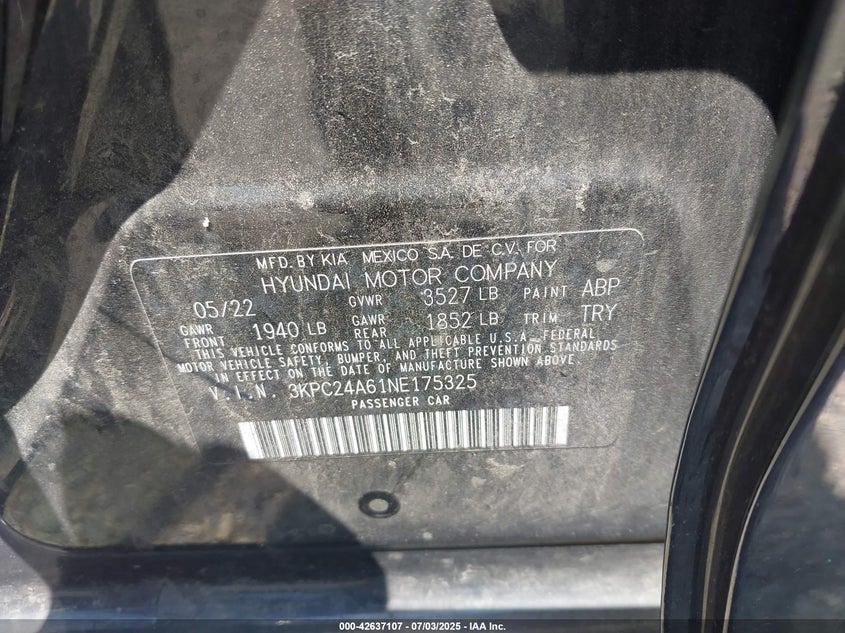 MFD. BY KIA MEXICO S.A. DE C.V. FOR
HYUNDAI MOTOR COMPANY
05/22 GVWR 3527 LB PAINT ABP
GAWR FRONT 1940 LB GAWR REAR 1852 LB TRIM TRY
THIS VEHICLE CONFORMS TO ALL APPLICABLE U.S.A. FEDERAL
MOTOR VEHICLE SAFETY, BUMPER, AND THEFT PREVENTION STANDARDS
IN EFFECT ON THE DATE OF MANUFACTURE SHOWN ABOVE
V.I.N. 3KPC24A61NE175325
PASSENGER CAR
000-42637107 - 07/03/2025 - IAA Inc.